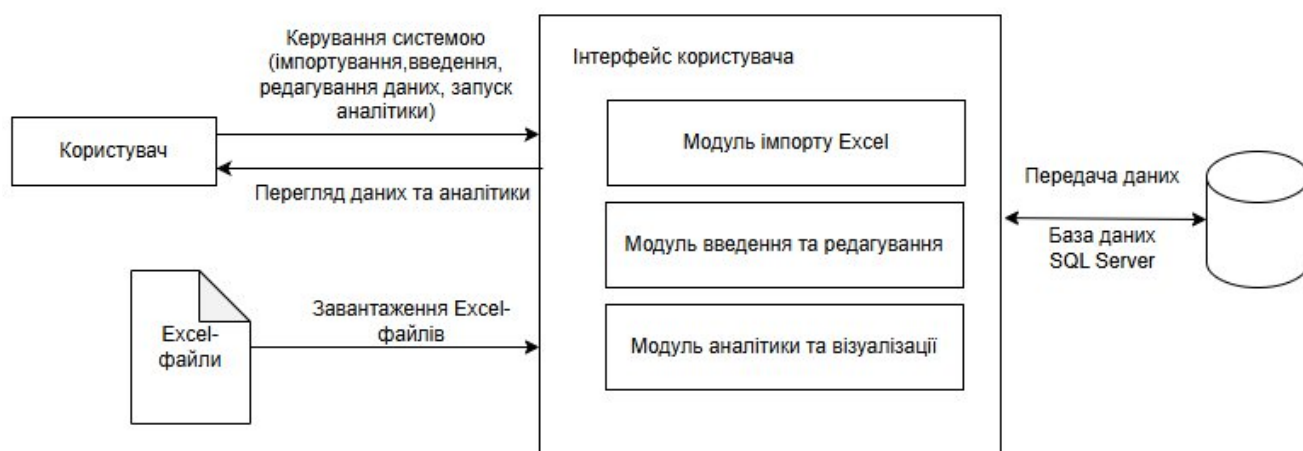 Керування системою
(імпортування,введення,
редагування даних, запуск
аналітики)
Користувач
Перегляд даних та аналітики
Excel-
файли
Завантаження Excel-
файлів
Інтерфейс користувача
Модуль імпорту Excel
Модуль введення та редагування
Модуль аналітики та візуалізації
Передача даних
База даних
SQL Server